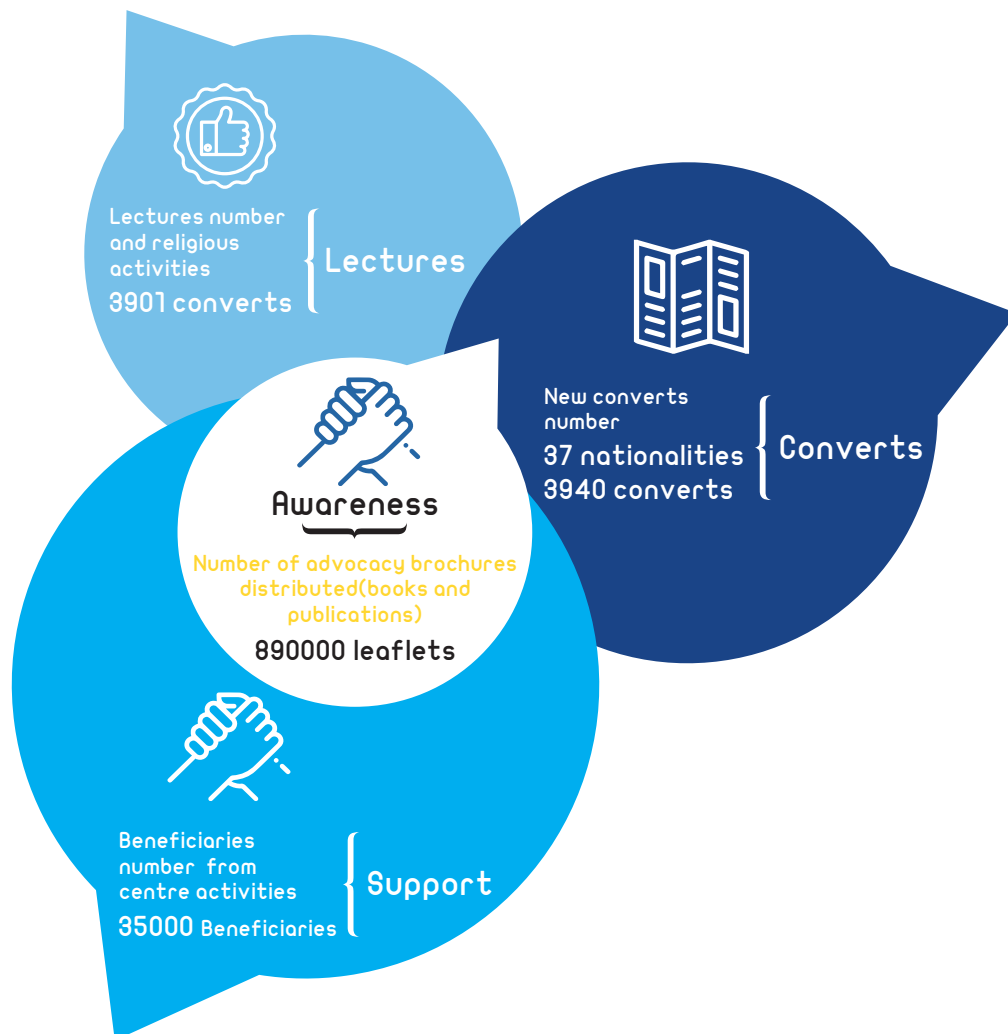 Lectures number
and religious
activities
3901 converts
Lectures
New converts
number
37 nationalities
3940 converts
Converts
Awareness
Number of advocacy brochures
distributed(books and
publications)
890000 leaflets
Beneficiaries
number from
centre activities
35000 Beneficiaries
Support